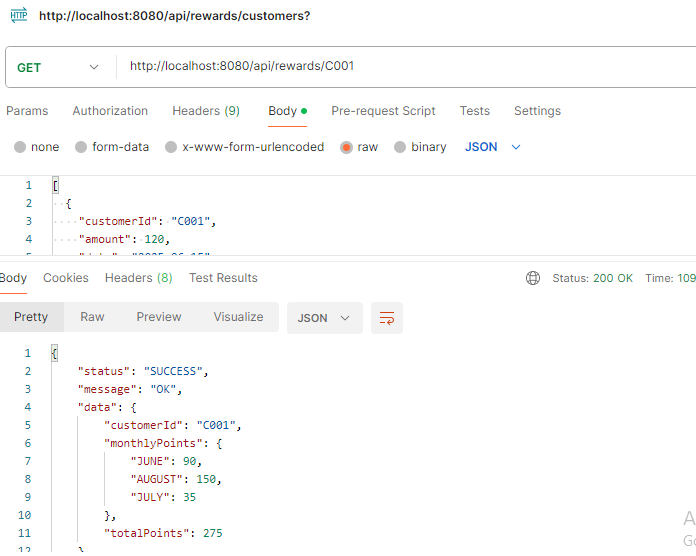 HTTP http://localhost:8080/api/rewards/customers?
GET http://localhost:8080/api/rewards/C001
Params Authorization Headers (9) Body Pre-request Script Tests Settings
none form-data x-www-form-urlencoded raw binary JSON
1 [
2 {
3 "customerId": "C001",
4 "amount": 120,
Body Cookies Headers (8) Test Results Status: 200 OK Time: 109
Pretty Raw Preview Visualize JSON
1 {
2 "status": "SUCCESS",
3 "message": "OK",
4 "data": {
5 "customerId": "C001",
6 "monthlyPoints": {
7 "JUNE": 90,
8 "AUGUST": 150,
9 "JULY": 35
10 },
11 "totalPoints": 275
12 }